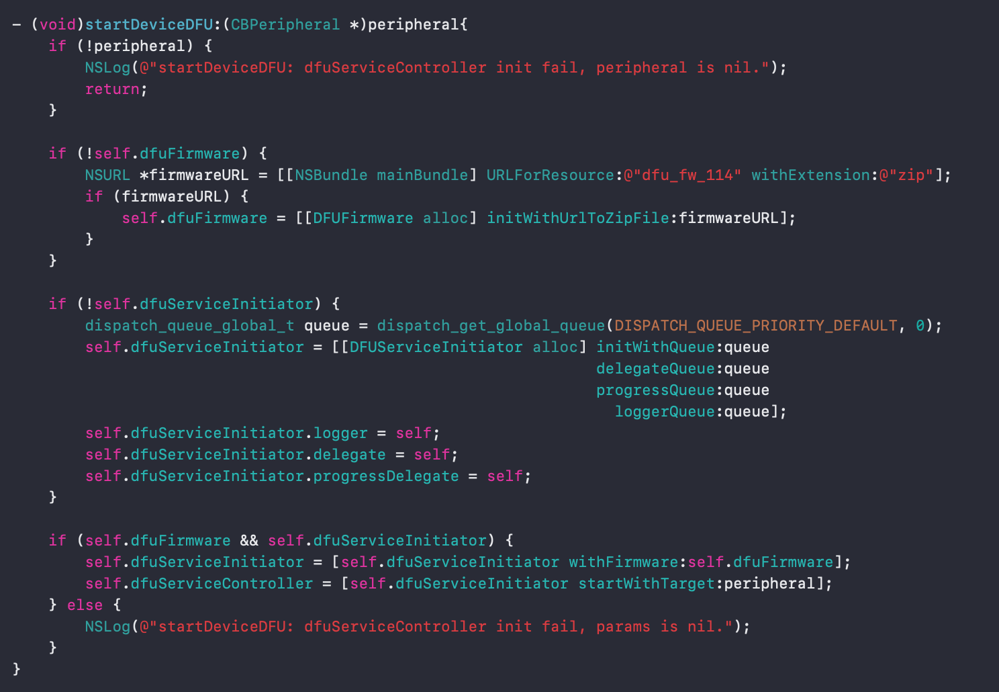 - (void)startDeviceDFU:(CBPeripheral *)peripheral{
    if (!peripheral) {
        NSLog(@"startDeviceDFU: dfuServiceController init fail, peripheral is nil.");
        return;
    }

    if (!self.dfuFirmware) {
        NSURL *firmwareURL = [[NSBundle mainBundle] URLForResource:@"dfu_fw_114" withExtension:@"zip"];
        if (firmwareURL) {
            self.dfuFirmware = [[DFUFirmware alloc] initWithUrlToZipFile:firmwareURL];
        }
    }

    if (!self.dfuServiceInitiator) {
        dispatch_queue_global_t queue = dispatch_get_global_queue(DISPATCH_QUEUE_PRIORITY_DEFAULT, 0);
        self.dfuServiceInitiator = [[DFUServiceInitiator alloc] initWithQueue:queue
                                                                delegateQueue:queue
                                                                progressQueue:queue
                                                                  loggerQueue:queue];
        self.dfuServiceInitiator.logger = self;
        self.dfuServiceInitiator.delegate = self;
        self.dfuServiceInitiator.progressDelegate = self;
    }

    if (self.dfuFirmware && self.dfuServiceInitiator) {
        self.dfuServiceInitiator = [self.dfuServiceInitiator withFirmware:self.dfuFirmware];
        self.dfuServiceController = [self.dfuServiceInitiator startWithTarget:peripheral];
    } else {
        NSLog(@"startDeviceDFU: dfuServiceController init fail, params is nil.");
    }
}